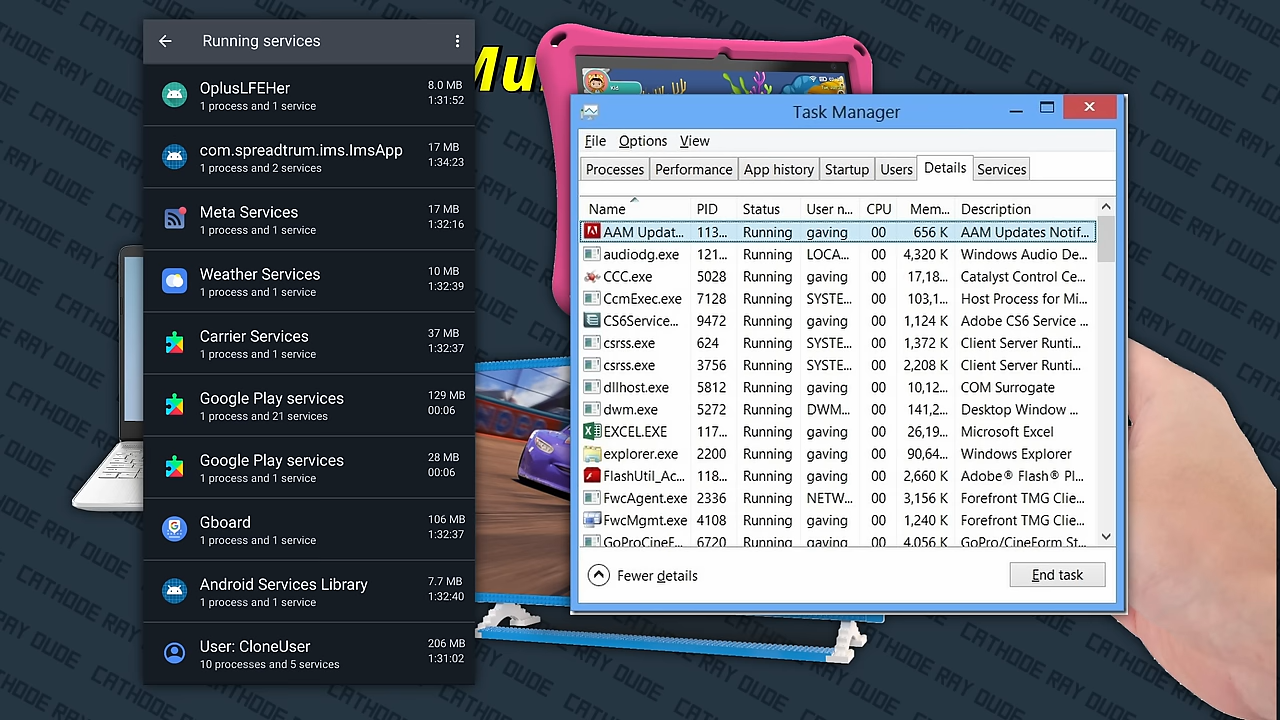 Running services
OplusLFEHer
1 process and 1 service
8.0 MB
1:31:52
com.spreadtrum.ims.ImsApp
1 process and 2 services
17 MB
1:34:23
Meta Services
1 process and 1 service
17 MB
1:32:16
Weather Services
1 process and 1 service
10 MB
1:32:39
Carrier Services
1 process and 1 service
37 MB
1:32:37
Google Play services
1 process and 21 services
129 MB
00:06
Google Play services
1 process and 1 service
28 MB
00:06
Gboard
1 process and 1 service
106 MB
1:32:37
Android Services Library
1 process and 1 service
7.7 MB
1:32:40
User: CloneUser
10 processes and 5 services
206 MB
1:31:02
Mu
Kid
Task Manager
File Options View
Processes Performance App history Startup Users Details Services
Name PID Status User n... CPU Mem... Description
AAM Updat... 113... Running gaving 00 656 K AAM Updates Notif...
audiodg.exe 121... Running LOCA... 00 4,320 K Windows Audio De...
CCC.exe 5028 Running gaving 00 17,18... Catalyst Control Ce...
CcmExec.exe 7128 Running SYSTE... 00 103,1... Host Process for Mi...
CS6Service... 9472 Running gaving 00 1,124 K Adobe CS6 Service ...
csrss.exe 624 Running SYSTE... 00 1,372 K Client Server Runti...
csrss.exe 3756 Running SYSTE... 00 2,208 K Client Server Runti...
dllhost.exe 5812 Running gaving 00 10,12... COM Surrogate
dwm.exe 5272 Running DWM... 00 141,2... Desktop Window ...
EXCEL.EXE 117... Running gaving 00 26,19... Microsoft Excel
explorer.exe 2200 Running gaving 00 90,64... Windows Explorer
FlashUtil_Ac... 118... Running gaving 00 2,660 K Adobe® Flash® Pl...
FwcAgent.exe 2336 Running NETW... 00 3,156 K Forefront TMG Clie...
FwcMgmt.exe 4108 Running gaving 00 1,240 K Forefront TMG Clie...
GoProCineF... 6720 Running gaving 00 4,056 K GoPro/CineForm St...
Fewer details
End task
CATHODE RAY DUDE